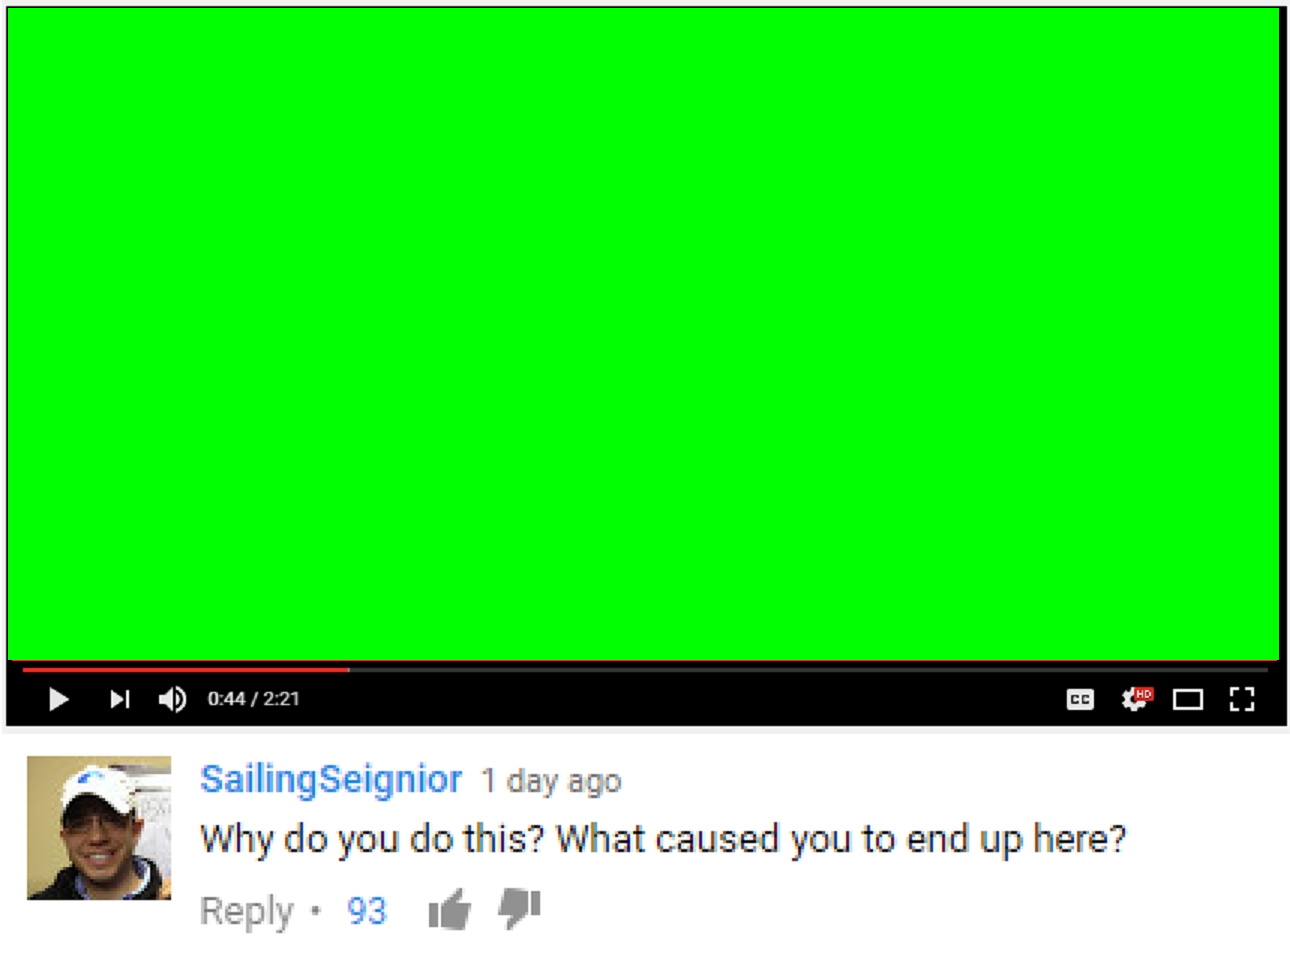 0:44 / 2:21
CC
HD
SailingSeignior 1 day ago
Why do you do this? What caused you to end up here?
Reply • 93